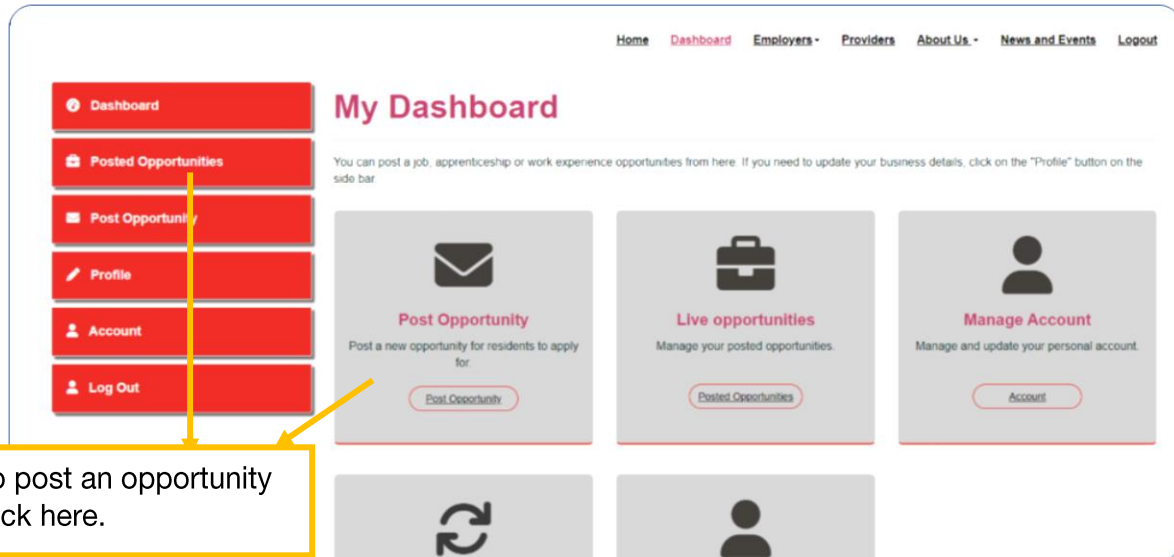 Home Dashboard Employers Providers About Us News and Events Logout
Dashboard
Posted Opportunities
Post Opportunity
Profile
Account
Log Out
My Dashboard
You can post a job, apprenticeship or work experience opportunities from here. If you need to update your business details, click on the "Profile" button on the
side bar
Post Opportunity
Post a new opportunity for residents to apply
for.
Post Opportunity
Live opportunities
Manage your posted opportunities.
Posted Opportunities
Manage Account
Manage and update your personal account.
Account
post an opportunity
here.